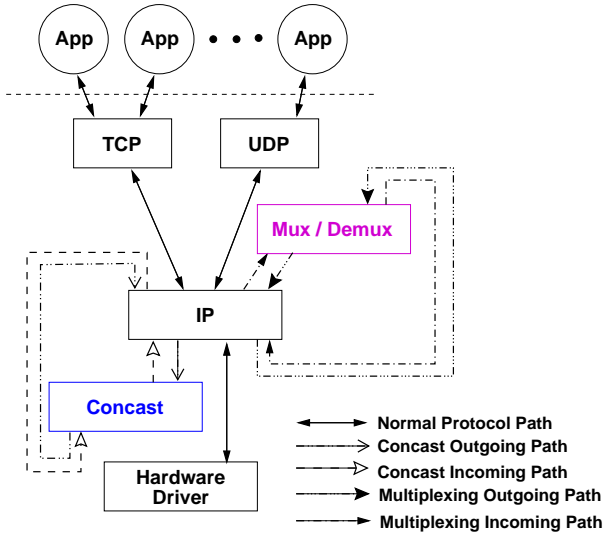 App
App
App
TCP
UDP
Mux / Demux
IP
Concast
Hardware
Driver
Normal Protocol Path
Concast Outgoing Path
Concast Incoming Path
Multiplexing Outgoing Path
Multiplexing Incoming Path